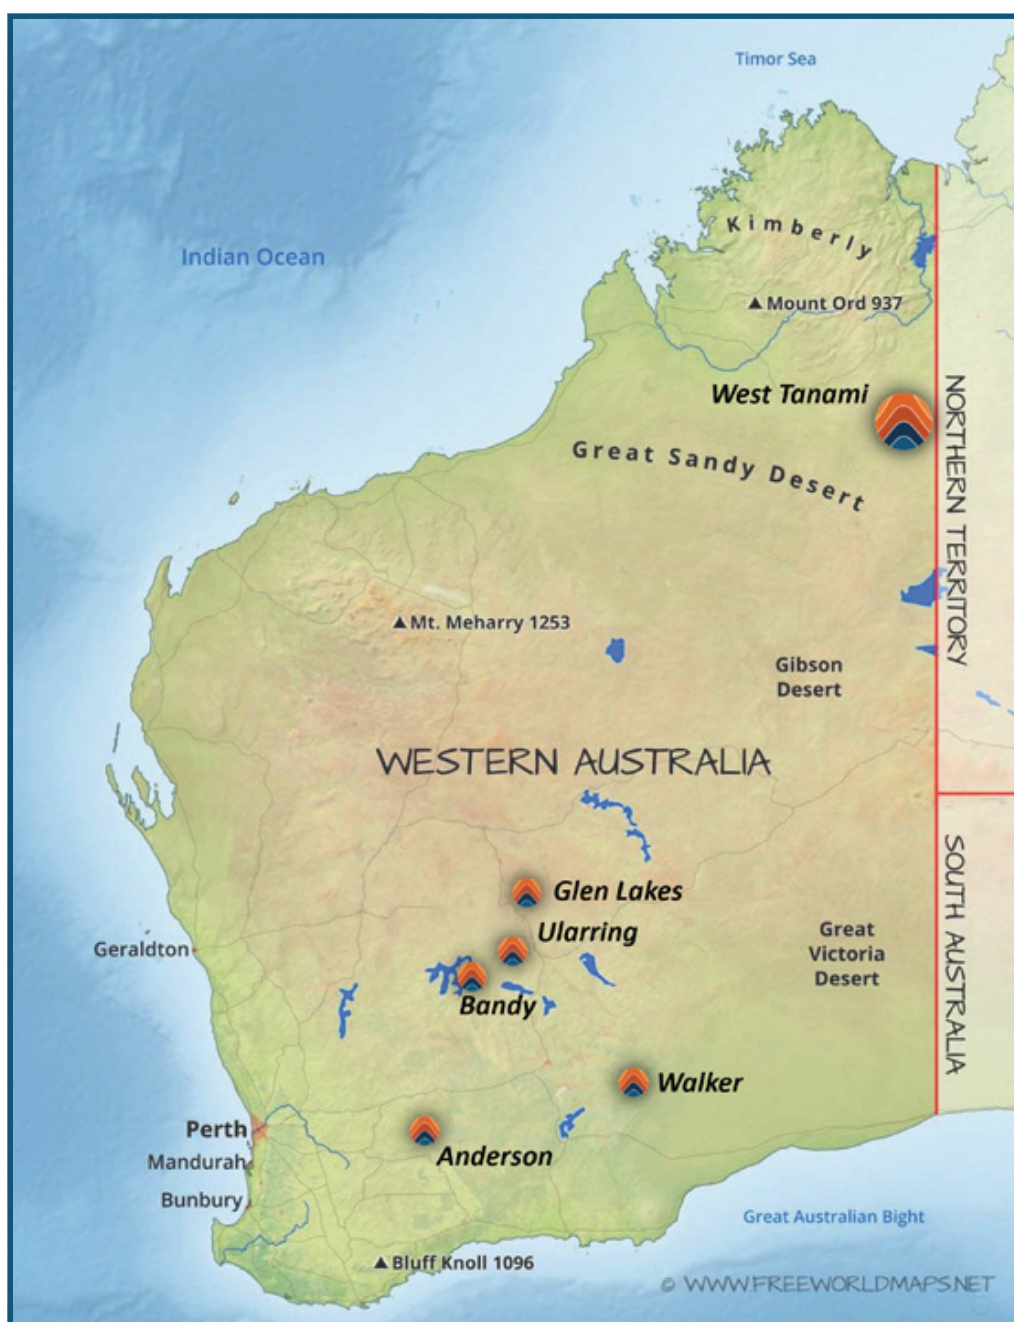 Timor Sea
Kimberly
Indian Ocean
Mount Ord 937
West Tanami
NORTHERN TERRITORY
Great Sandy Desert
Mt. Meharry 1253
Gibson
Desert
WESTERN AUSTRALIA
SOUTH AUSTRALIA
Glen Lakes
Ularring
Geraldton
Great
Victoria
Desert
Bandy
Walker
Perth
Anderson
Mandurah
Bunbury
Great Australian Bight
Bluff Knoll 1096
© WWW.FREEWORLDMAPS.NET